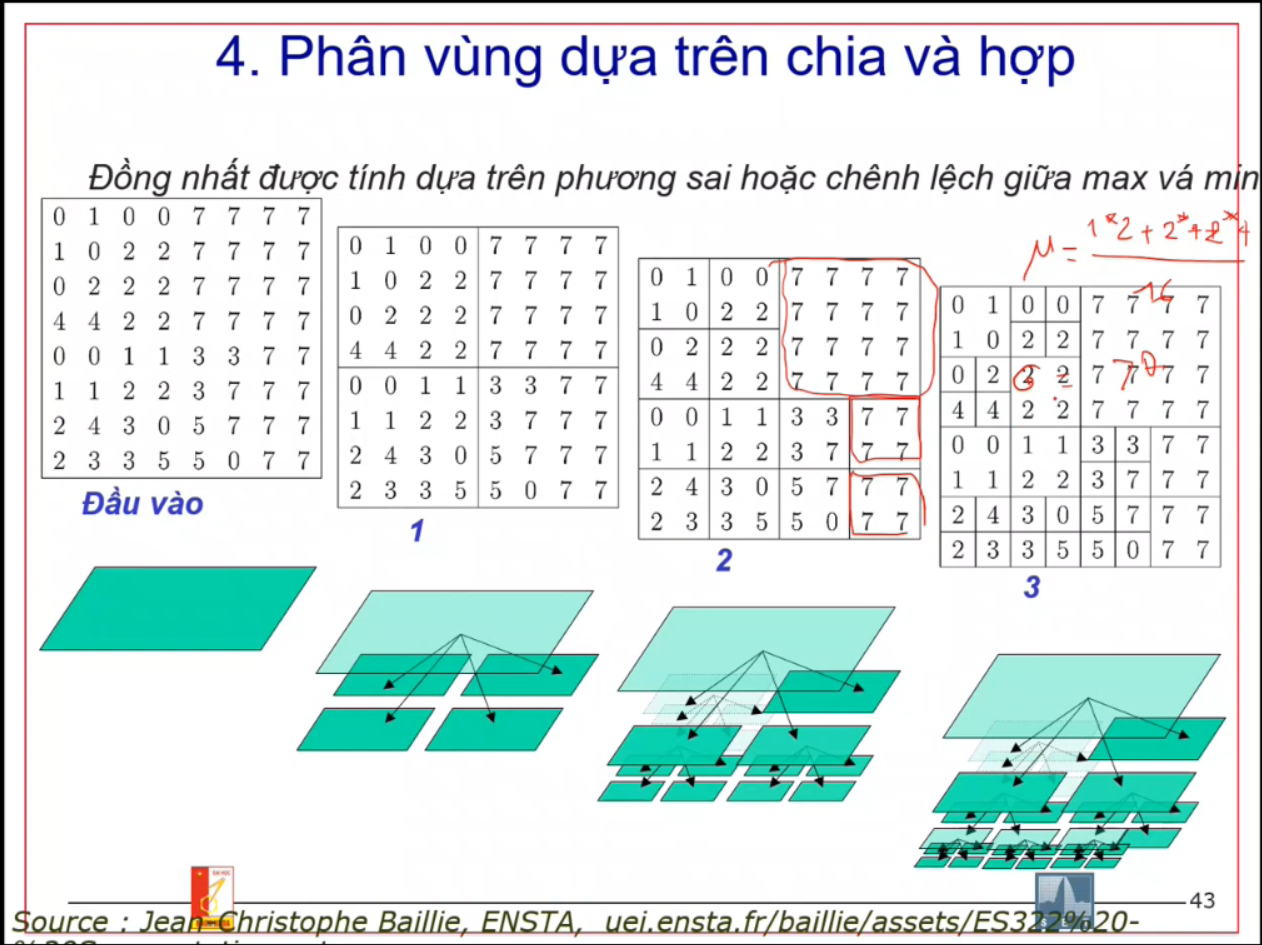 4. Phân vùng dựa trên chia và hợp
Đồng nhất được tính dựa trên phương sai hoặc chênh lệch giữa max vá min
0 1 0 0 7 7 7 7
1 0 2 2 7 7 7 7
0 2 2 2 7 7 7 7
4 4 2 2 7 7 7 7
0 0 1 1 3 3 7 7
1 1 2 2 3 7 7 7
2 4 3 0 5 7 7 7
2 3 3 5 5 0 7 7
Đầu vào
0 1 0 0 7 7 7 7
1 0 2 2 7 7 7 7
0 2 2 2 7 7 7 7
4 4 2 2 7 7 7 7
0 0 1 1 3 3 7 7
1 1 2 2 3 7 7 7
2 4 3 0 5 7 7 7
2 3 3 5 5 0 7 7
1
0 1 0 0 7 7 7 7
1 0 2 2 7 7 7 7
0 2 2 2 7 7 7 7
4 4 2 2 7 7 7 7
0 0 1 1 3 3 7 7
1 1 2 2 3 7 7 7
2 4 3 0 5 7 7 7
2 3 3 5 5 0 7 7
2
0 1 0 0 7 7 7 7
1 0 2 2 7 7 7 7
0 2 2 2 7 7 7 7
4 4 2 2 7 7 7 7
0 0 1 1 3 3 7 7
1 1 2 2 3 7 7 7
2 4 3 0 5 7 7 7
2 3 3 5 5 0 7 7
3
43
Source : Jean-Christophe Baillie, ENSTA, uei.ensta.fr/baillie/assets/ES322%20-